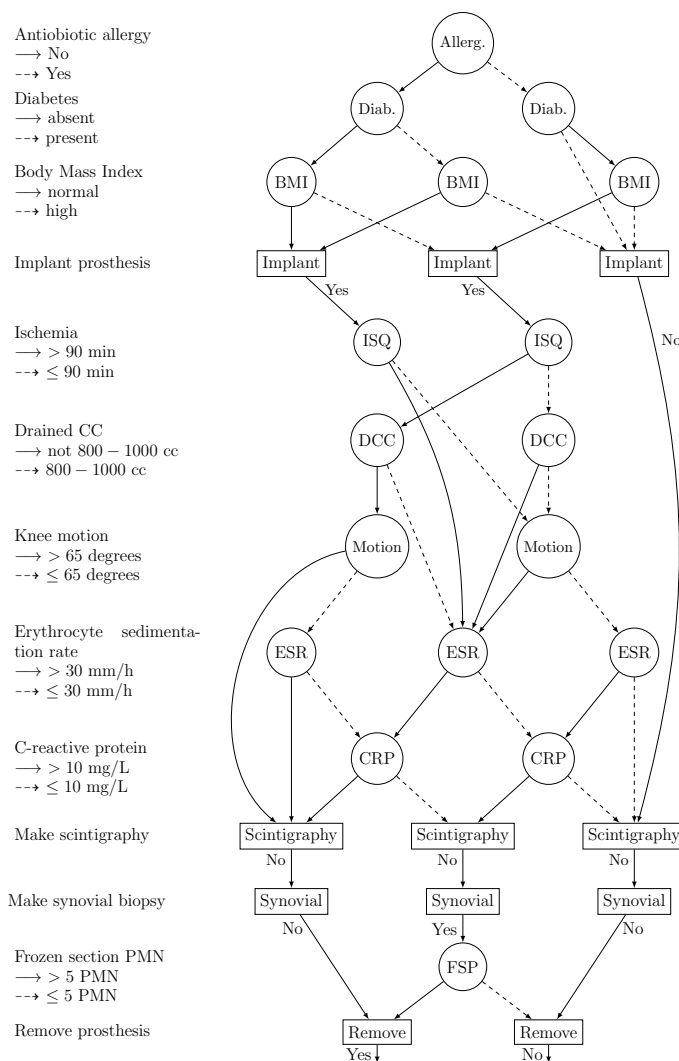 Antiobiotic allergy
⟶ No
⇢ Yes
Diabetes
⟶ absent
⇢ present
Body Mass Index
⟶ normal
⇢ high
Implant prosthesis
Ischemia
⟶ > 90 min
⇢ ≤ 90 min
Drained CC
⟶ not 800 − 1000 cc
⇢ 800 − 1000 cc
Knee motion
⟶ > 65 degrees
⇢ ≤ 65 degrees
Erythrocyte sedimenta-
tion rate
⟶ > 30 mm/h
⇢ ≤ 30 mm/h
C-reactive protein
⟶ > 10 mg/L
⇢ ≤ 10 mg/L
Make scintigraphy
Make synovial biopsy
Frozen section PMN
⟶ > 5 PMN
⇢ ≤ 5 PMN
Remove prosthesis
Allerg.
Diab. Diab.
BMI BMI BMI
Implant Implant Implant
Yes Yes
No
ISQ ISQ
DCC DCC
Motion Motion
ESR ESR ESR
CRP CRP
Scintigraphy Scintigraphy Scintigraphy
No No No
Synovial Synovial Synovial
No Yes No
FSP
Remove Remove
Yes No